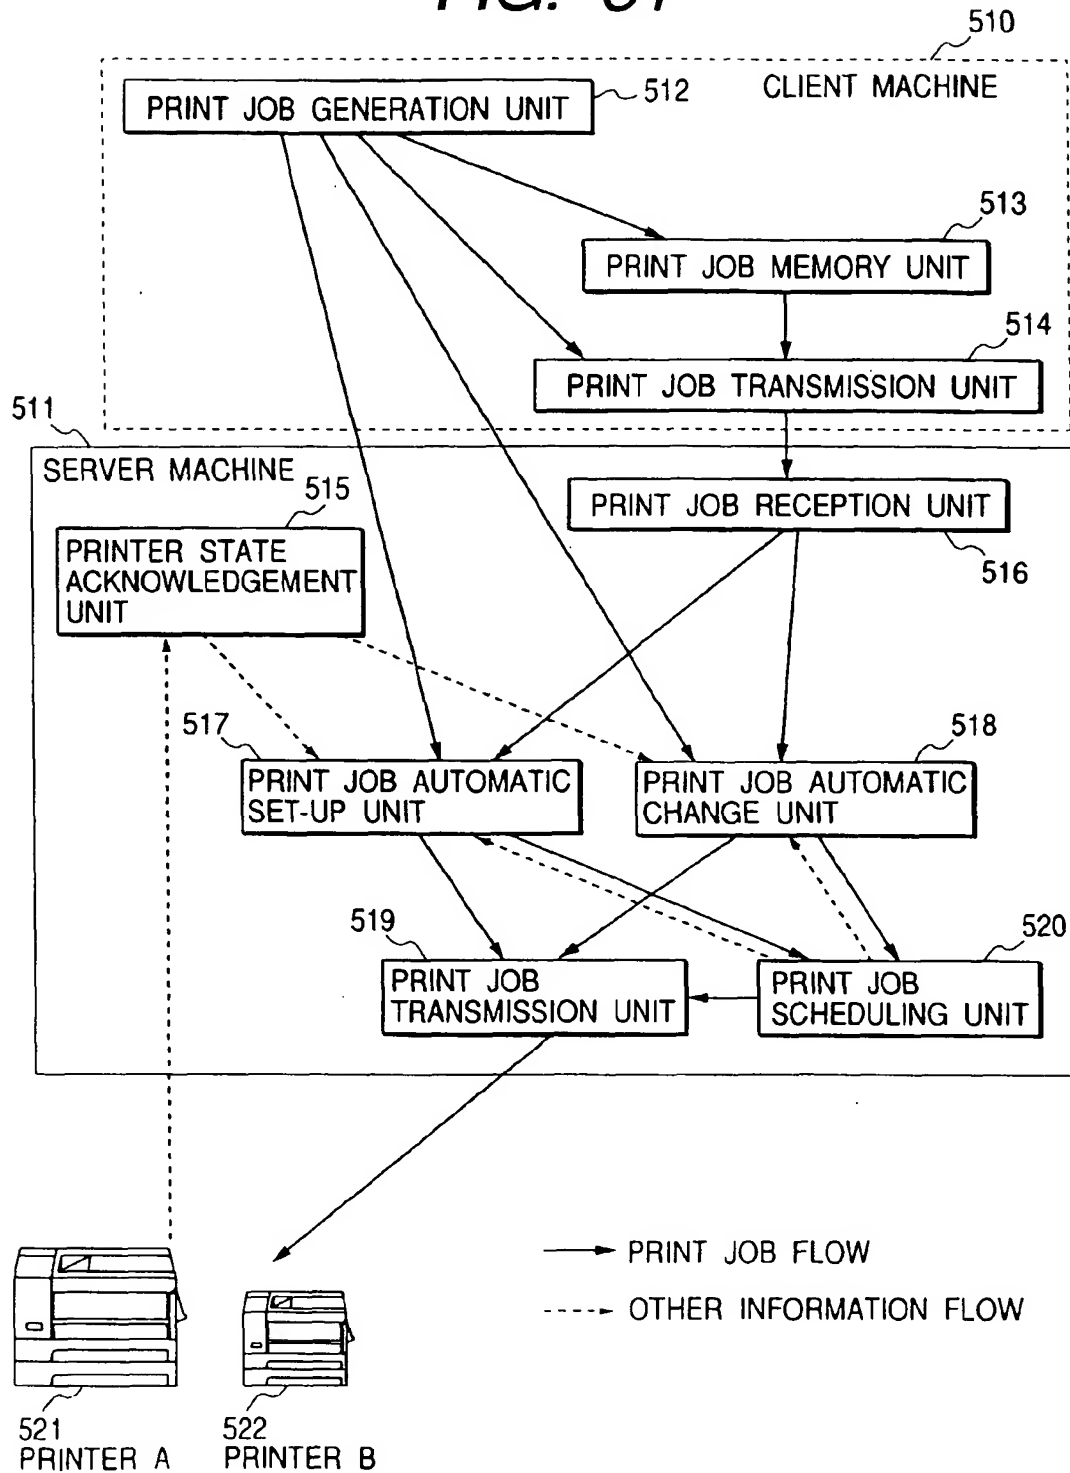 510
CLIENT MACHINE
PRINT JOB GENERATION UNIT
512
513
PRINT JOB MEMORY UNIT
514
PRINT JOB TRANSMISSION UNIT
511
SERVER MACHINE
515
PRINT JOB RECEPTION UNIT
516
PRINTER STATE
ACKNOWLEDGEMENT
UNIT
517
518
PRINT JOB AUTOMATIC
SET-UP UNIT
PRINT JOB AUTOMATIC
CHANGE UNIT
519
520
PRINT JOB
TRANSMISSION UNIT
PRINT JOB
SCHEDULING UNIT
PRINT JOB FLOW
OTHER INFORMATION FLOW
521
PRINTER A
522
PRINTER B